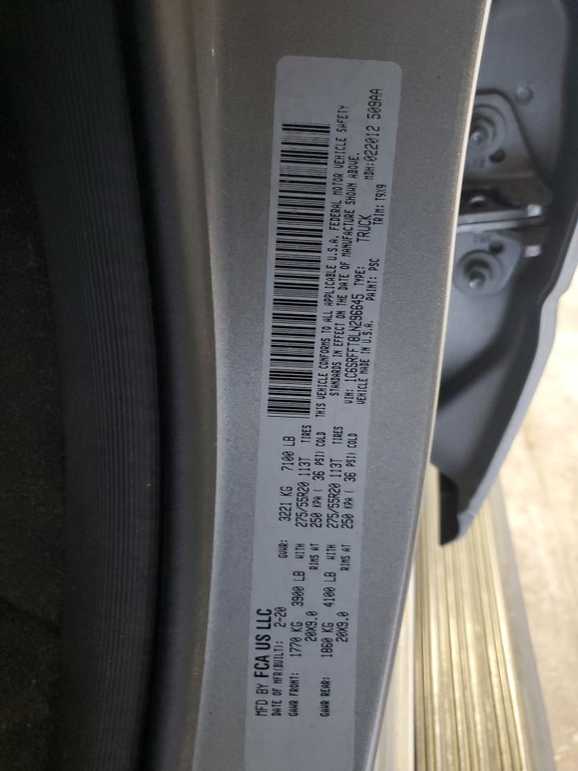 MFD BY FCA US LLC
DATE OF MFR(BUILT): 2-20 GVWR: 3221 KG 7100 LB
GAWR FRONT: 1770 KG 3900 LB WITH 275/55R20 113T TIRES
20X9.0 RIMS AT 250 KPA ( 36 PSI) COLD
GAWR REAR: 1860 KG 4100 LB WITH 275/55R20 113T TIRES
20X9.0 RIMS AT 250 KPA ( 36 PSI) COLD
THIS VEHICLE CONFORMS TO ALL APPLICABLE U.S.A. FEDERAL MOTOR VEHICLE SAFETY
STANDARDS IN EFFECT ON THE DATE OF MANUFACTURE SHOWN ABOVE.
VIN: 1C6SRFFT8LN296645 TYPE: TRUCK MDH:022012 509AA
VEHICLE MADE IN U.S.A. PAINT: PSC TRIM: T9X9